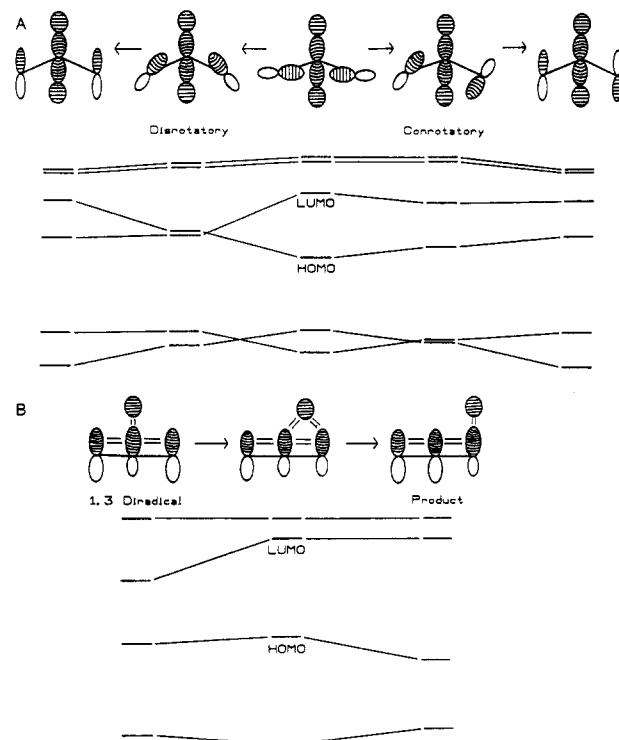 A
Disrotatory Conrotatory
LUMO
HOMO
B
1,3 Diradical Product
LUMO
HOMO